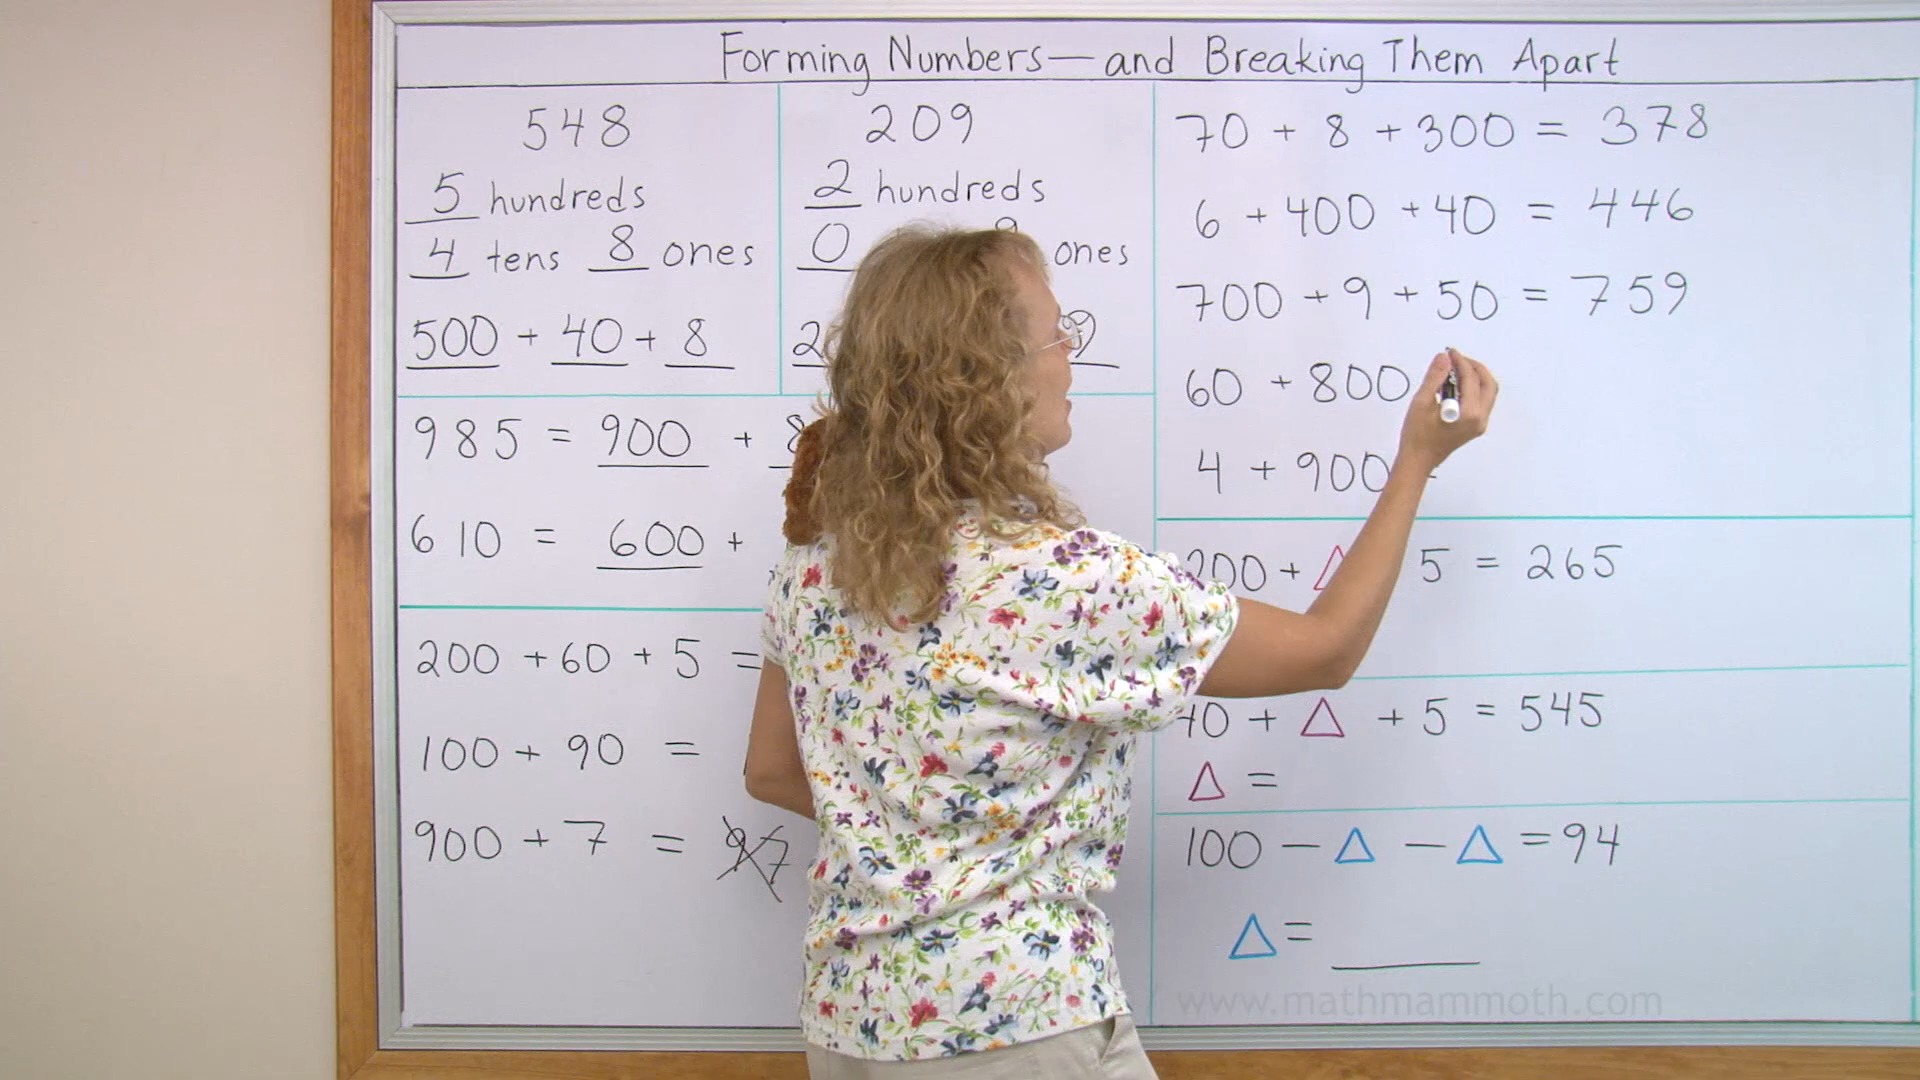 Forming Numbers—and Breaking Them Apart
548
5 hundreds
4 tens 8 ones
500 + 40 + 8
209
2 hundreds
0 9 ones
2 9
985 = 900 + 8
610 = 600 +
200 + 60 + 5 =
100 + 90 =
900 + 7 = 97
70 + 8 + 300 = 378
6 + 400 + 40 = 446
700 + 9 + 50 = 759
60 + 800
4 + 900
200 + △ 5 = 265
40 + △ + 5 = 545
△ =
100 − △ − △ = 94
△ =
www.mathmammoth.com